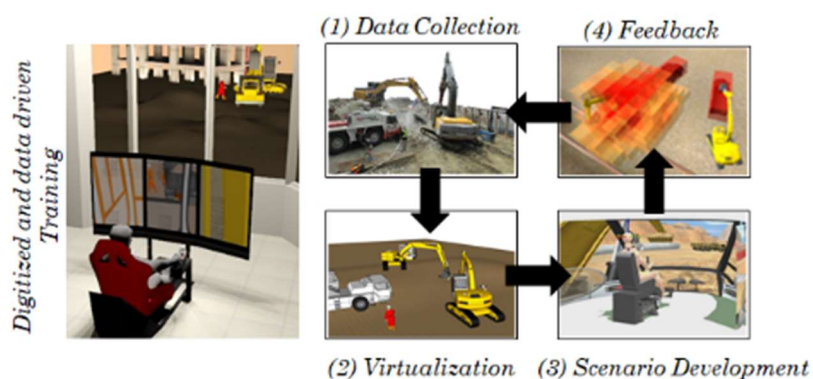 Digitized and data driven
Training
(1) Data Collection
(4) Feedback
(2) Virtualization
(3) Scenario Development